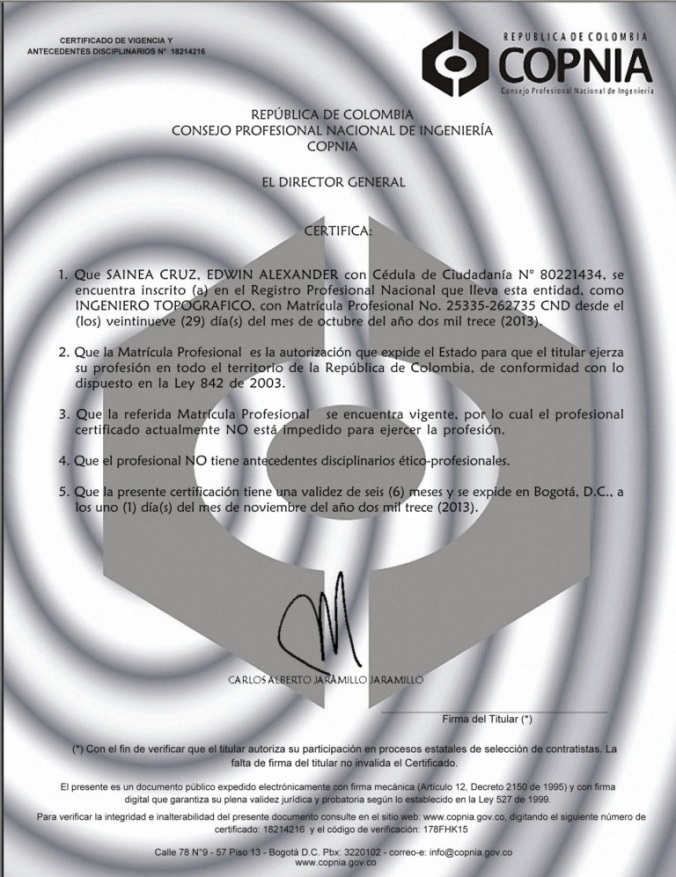 CERTIFICADO DE VIGENCIA Y
ANTECEDENTES DISCIPLINARIOS N° 18214216
REPUBLICA DE COLOMBIA
COPNIA
Consejo Profesional Nacional de Ingeniería
REPÚBLICA DE COLOMBIA
CONSEJO PROFESIONAL NACIONAL DE INGENIERÍA
COPNIA
EL DIRECTOR GENERAL
CERTIFICA:
1. Que SAINEA CRUZ, EDWIN ALEXANDER con Cédula de Ciudadanía N° 80221434, se
encuentra inscrito (a) en el Registro Profesional Nacional que lleva esta entidad, como
INGENIERO TOPOGRAFICO, con Matrícula Profesional No. 25335-262735 CND desde el
(los) veintinueve (29) día(s) del mes de octubre del año dos mil trece (2013).
2. Que la Matrícula Profesional es la autorización que expide el Estado para que el titular ejerza
su profesión en todo el territorio de la República de Colombia, de conformidad con lo
dispuesto en la Ley 842 de 2003.
3. Que la referida Matrícula Profesional se encuentra vigente, por lo cual el profesional
certificado actualmente NO está impedido para ejercer la profesión.
4. Que el profesional NO tiene antecedentes disciplinarios ético-profesionales.
5. Que la presente certificación tiene una validez de seis (6) meses y se expide en Bogotá, D.C., a
los uno (1) día(s) del mes de noviembre del año dos mil trece (2013).
CARLOS ALBERTO JARAMILLO JARAMILLO
Firma del Titular (*)
(*) Con el fin de verificar que el titular autoriza su participación en procesos estatales de selección de contratistas. La
falta de firma del titular no invalida el Certificado.
El presente es un documento público expedido electrónicamente con firma mecánica (Artículo 12, Decreto 2150 de 1995) y con firma
digital que garantiza su plena validez jurídica y probatoria según lo establecido en la Ley 527 de 1999.
Para verificar la integridad e inalterabilidad del presente documento consulte en el sitio web: www.copnia.gov.co, digitando el siguiente número de
certificado: 18214216 y el código de verificación: 178FHK15
Calle 78 N°9 - 57 Piso 13 - Bogotá D.C. Pbx: 3220102 - correo-e: info@copnia.gov.co
www.copnia.gov.co